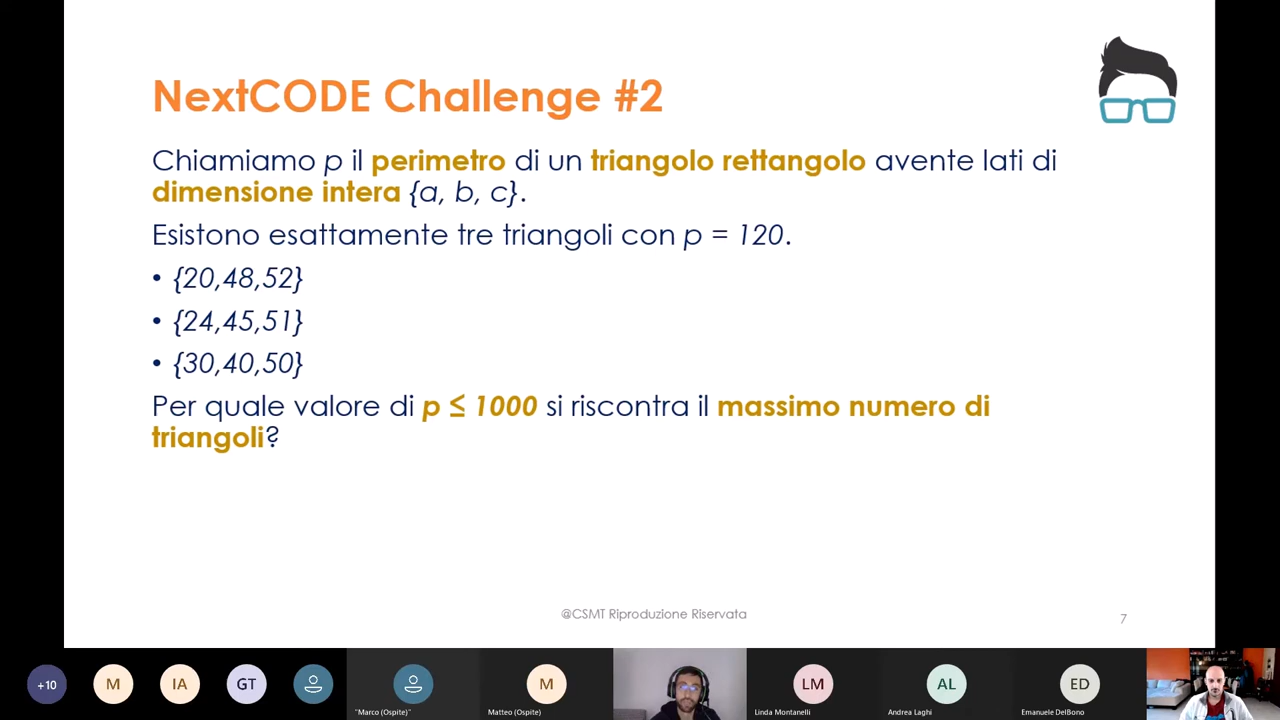 NextCODE Challenge #2
Chiamiamo p il perimetro di un triangolo rettangolo avente lati di
dimensione intera {a, b, c}.
Esistono esattamente tre triangoli con p = 120.
• {20,48,52}
• {24,45,51}
• {30,40,50}
Per quale valore di p ≤ 1000 si riscontra il massimo numero di
triangoli?
@CSMT Riproduzione Riservata
7
+10
M
IA
GT
"Marco (Ospite)"
M
Matteo (Ospite)
LM
Linda Montanelli
AL
Andrea Laghi
ED
Emanuele DelBono